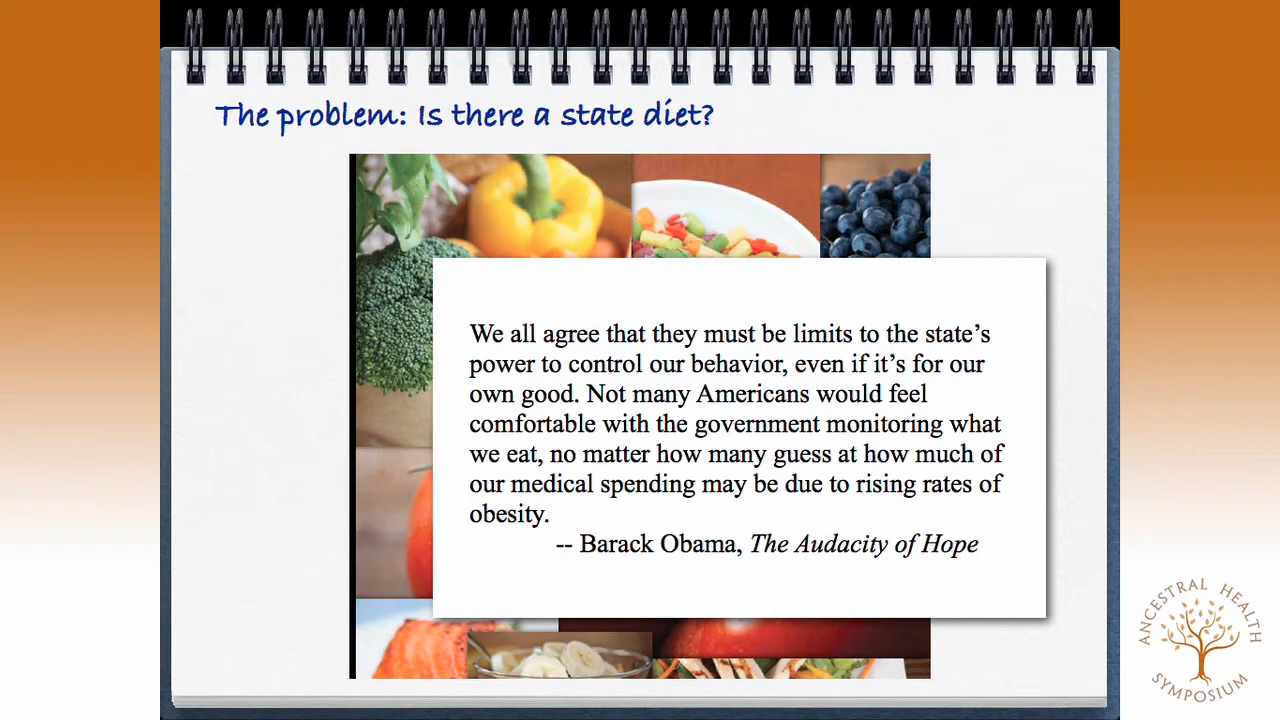 The problem: Is there a state diet?
We all agree that they must be limits to the state’s
power to control our behavior, even if it’s for our
own good. Not many Americans would feel
comfortable with the government monitoring what
we eat, no matter how many guess at how much of
our medical spending may be due to rising rates of
obesity.
-- Barack Obama, The Audacity of Hope
ANCESTRAL HEALTH
SYMPOSIUM